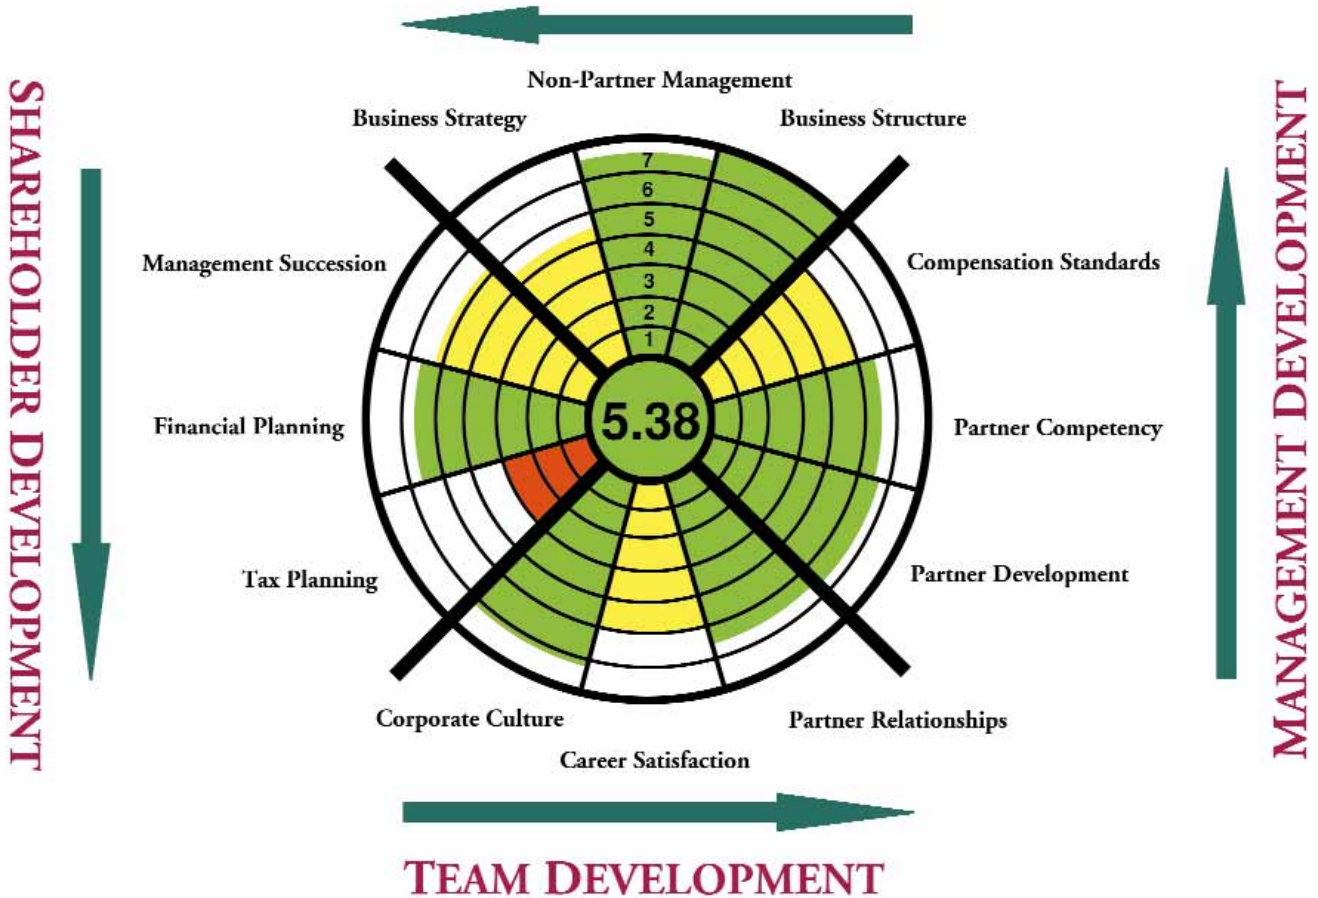 Non-Partner Management
Business Strategy
Business Structure
SHAREHOLDER DEVELOPMENT
MANAGEMENT DEVELOPMENT
7
6
5
4
3
2
1
Management Succession
Compensation Standards
5.38
Financial Planning
Partner Competency
Tax Planning
Partner Development
Corporate Culture
Partner Relationships
Career Satisfaction
TEAM DEVELOPMENT